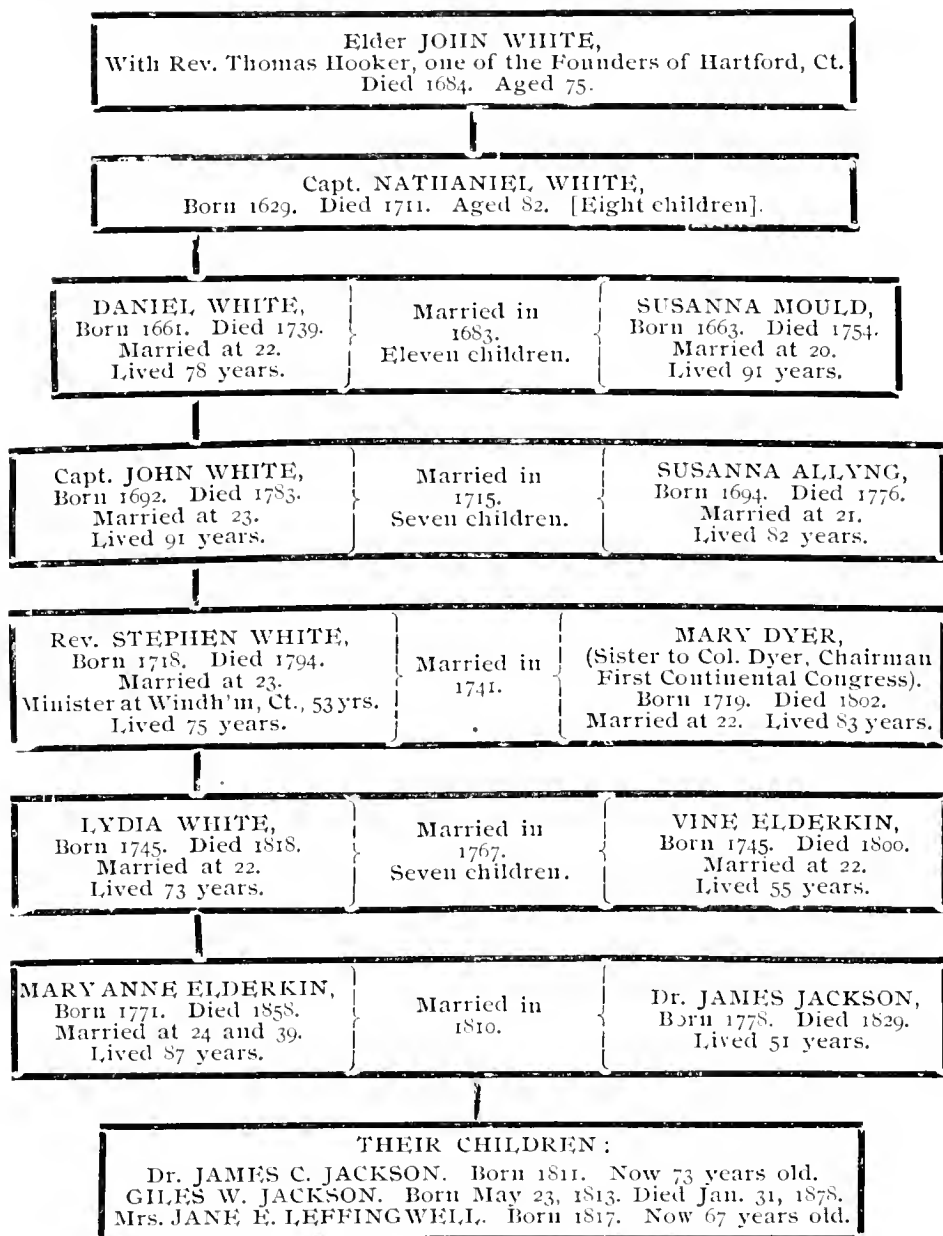 Elder JOHN WHITE,
With Rev. Thomas Hooker, one of the Founders of Hartford, Ct.
Died 1684. Aged 75.
Capt. NATHANIEL WHITE,
Born 1629. Died 1711. Aged 82. [Eight children].
DANIEL WHITE,
Born 1661. Died 1739.
Married at 22.
Lived 78 years.
Married in
1683.
Eleven children.
SUSANNA MOULD,
Born 1663. Died 1754.
Married at 20.
Lived 91 years.
Capt. JOHN WHITE,
Born 1692. Died 1783.
Married at 23.
Lived 91 years.
Married in
1715.
Seven children.
SUSANNA ALLYNG,
Born 1694. Died 1776.
Married at 21.
Lived 82 years.
Rev. STEPHEN WHITE,
Born 1718. Died 1794.
Married at 23.
Minister at Windh'm, Ct., 53 yrs.
Lived 75 years.
Married in
1741.
MARY DYER,
(Sister to Col. Dyer, Chairman
First Continental Congress).
Born 1719. Died 1802.
Married at 22. Lived 83 years.
LYDIA WHITE,
Born 1745. Died 1818.
Married at 22.
Lived 73 years.
Married in
1767.
Seven children.
VINE ELDERKIN,
Born 1745. Died 1800.
Married at 22.
Lived 55 years.
MARY ANNE ELDERKIN,
Born 1771. Died 1858.
Married at 24 and 39.
Lived 87 years.
Married in
1810.
Dr. JAMES JACKSON,
Born 1778. Died 1829.
Lived 51 years.
THEIR CHILDREN:
Dr. JAMES C. JACKSON. Born 1811. Now 73 years old.
GILES W. JACKSON. Born May 23, 1813. Died Jan. 31, 1878.
Mrs. JANE E. LEFFINGWELL. Born 1817. Now 67 years old.